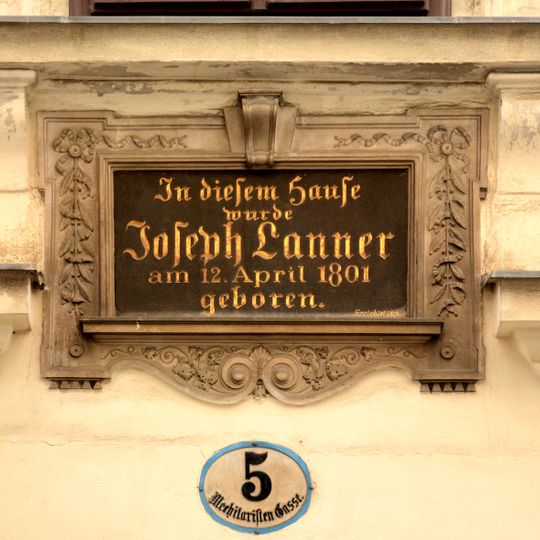 In dieſem Hauſe
wurde
Joſeph Lanner
am 12. April 1801
geboren.
5
Mechitariſten Gasse.